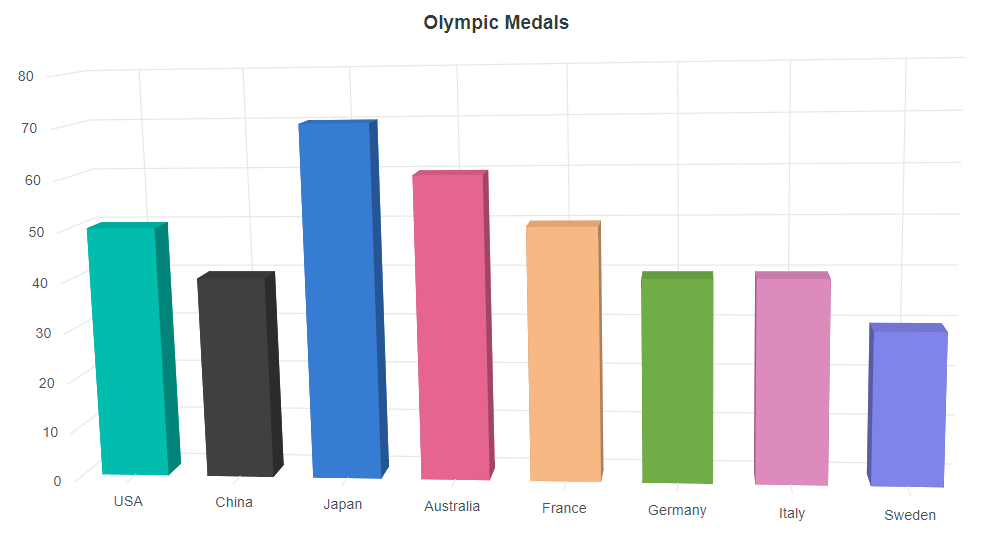 Olympic Medals
80
70
60
50
40
30
20
10
0
USA
China
Japan
Australia
France
Germany
Italy
Sweden